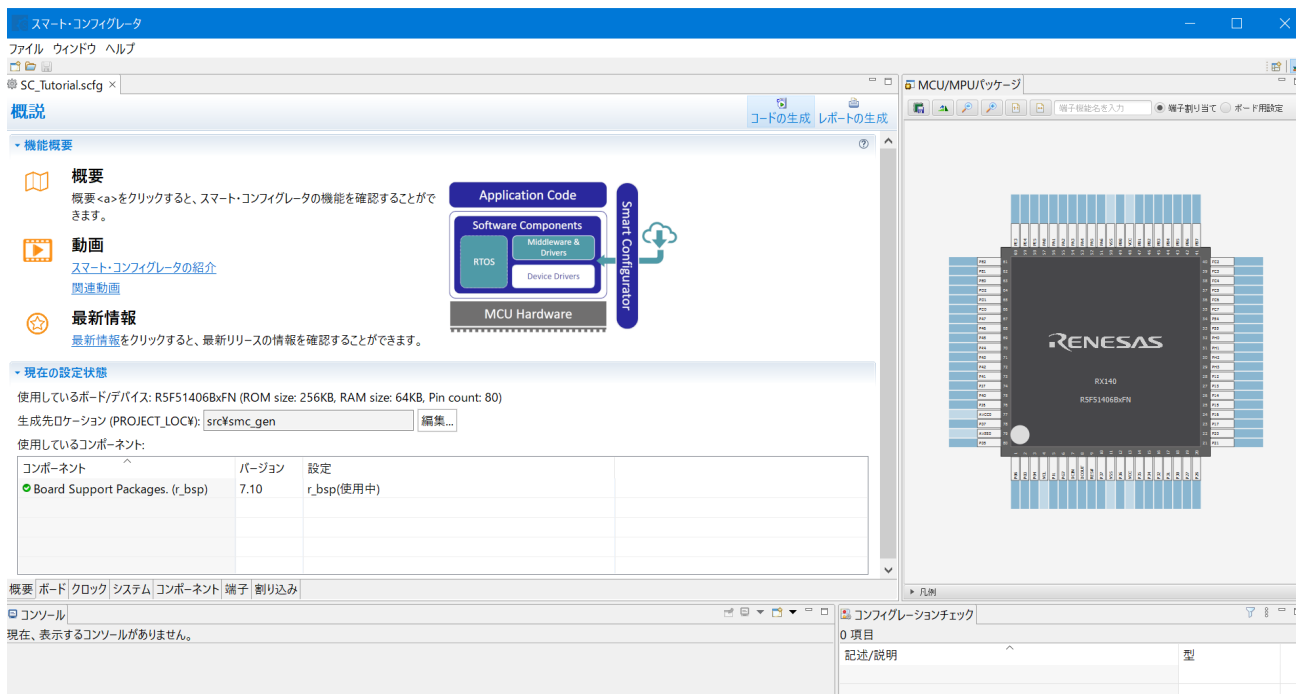 スマート・コンフィグレータ
ファイル ウィンドウ ヘルプ
SC_Tutorial.scfg
MCU/MPUパッケージ
概説
コードの生成 レポートの生成
端子機能名を入力 端子割り当て ボード用設定
機能概要
概要
概要<a>をクリックすると、スマート・コンフィグレータの機能を確認することがで
きます。
動画
スマート・コンフィグレータの紹介
関連動画
最新情報
最新情報をクリックすると、最新リリースの情報を確認することができます。
Application Code
Software Components
RTOS
Middleware &
Drivers
Device Drivers
MCU Hardware
Smart Configurator
RENESAS
RX140
R5F51406BxFN
現在の設定状態
使用しているボード/デバイス: R5F51406BxFN (ROM size: 256KB, RAM size: 64KB, Pin count: 80)
生成先ロケーション (PROJECT_LOC¥): src¥smc_gen 編集...
使用しているコンポーネント:
コンポーネント バージョン 設定
Board Support Packages. (r_bsp) 7.10 r_bsp(使用中)
概要 ボード クロック システム コンポーネント 端子 割り込み
凡例
コンソール
現在、表示するコンソールがありません。
コンフィグレーションチェック
0 項目
記述/説明 型